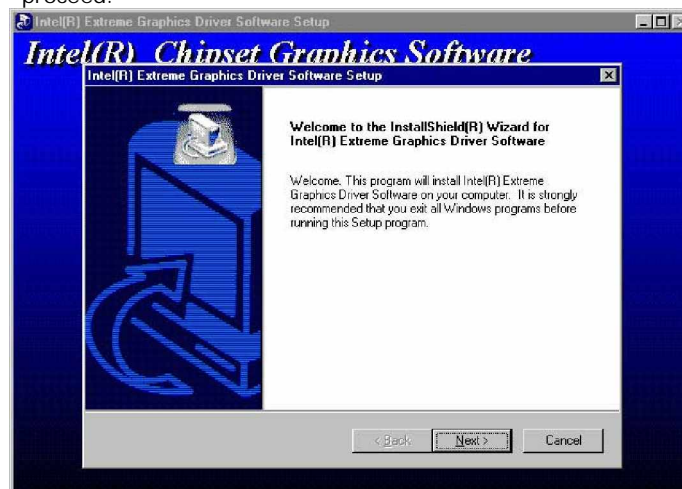 proceed.
Intel(R) Extreme Graphics Driver Software Setup
Intel(R) Chipset Graphics Software
Intel(R) Extreme Graphics Driver Software Setup
Welcome to the InstallShield(R) Wizard for
Intel(R) Extreme Graphics Driver Software
Welcome. This program will install Intel(R) Extreme
Graphics Driver Software on your computer. It is strongly
recommended that you exit all Windows programs before
running this Setup program.
< Back Next > Cancel